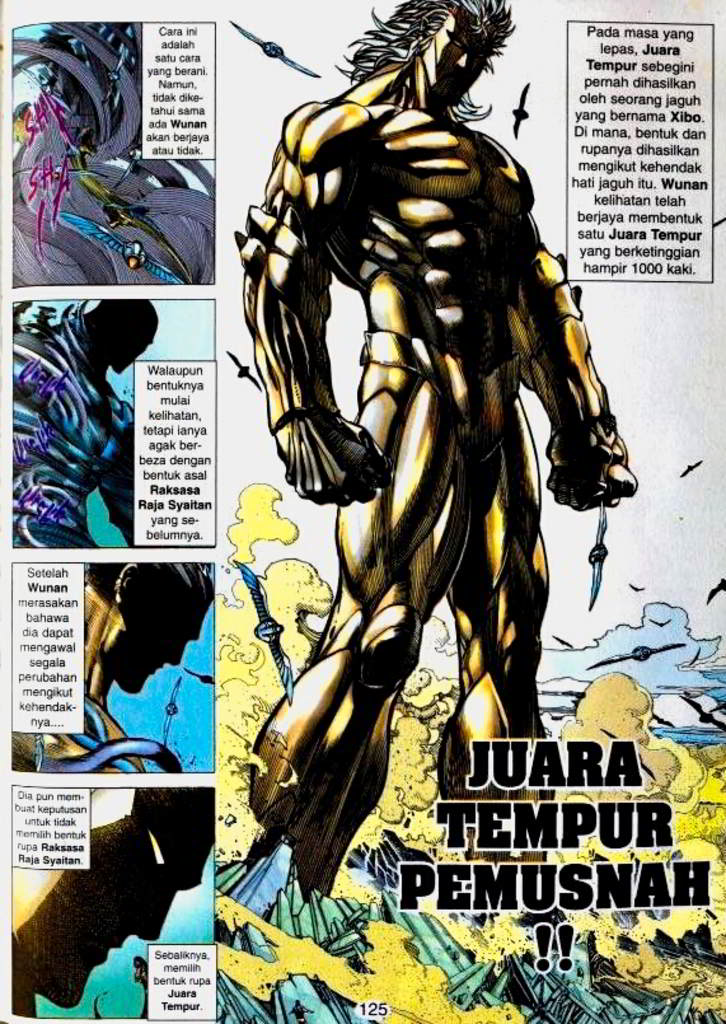 Cara ini
adalah
satu cara
yang berani.
Namun,
tidak dike-
tahui sama
ada Wunan
akan berjaya
atau tidak.
Walaupun
bentuknya
mulai
kelihatan,
tetapi ianya
agak ber-
beza dengan
bentuk asal
Raksasa
Raja Syaitan
yang se-
belumnya.
Setelah
Wunan
merasakan
bahawa
dia dapat
mengawal
segala
perubahan
mengikut
kehendak-
nya....
Dia pun mem-
buat keputusan
untuk tidak
memilih bentuk
rupa Raksasa
Raja Syaitan.
Sebaliknya,
memilih
bentuk rupa
Juara
Tempur.
Pada masa yang
lepas, Juara
Tempur sebegini
pernah dihasilkan
oleh seorang jaguh
yang bernama Xibo.
Di mana, bentuk dan
rupanya dihasilkan
mengikut kehendak
hati jaguh itu. Wunan
kelihatan telah
berjaya membentuk
satu Juara Tempur
yang berketinggian
hampir 1000 kaki.
JUARA
TEMPUR
PEMUSNAH
!!
125